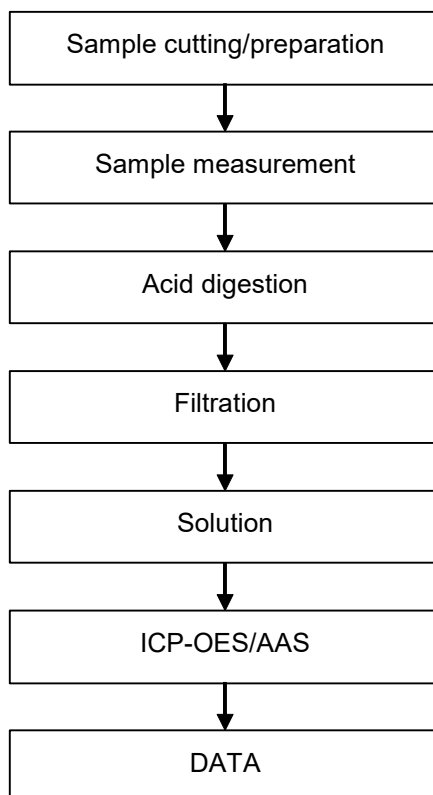 Sample cutting/preparation
Sample measurement
Acid digestion
Filtration
Solution
ICP-OES/AAS
DATA